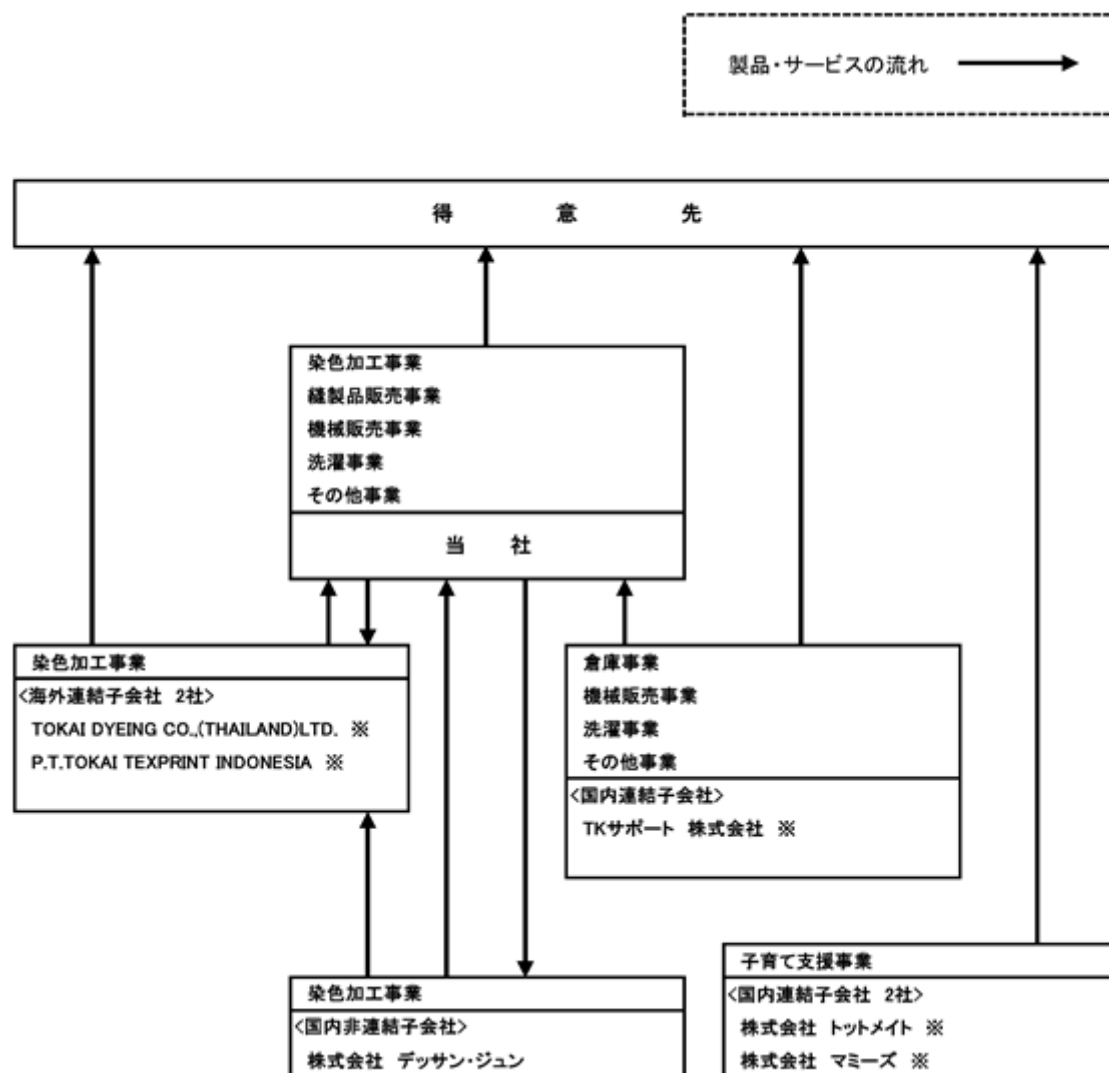 製品・サービスの流れ
得意先
染色加工事業
縫製品販売事業
機械販売事業
洗濯事業
その他事業
当社
染色加工事業
<海外連結子会社 2社>
TOKAI DYEING CO.,(THAILAND)LTD. ※
P.T.TOKAI TEXPRINT INDONESIA ※
倉庫事業
機械販売事業
洗濯事業
その他事業
<国内連結子会社>
TKサポート 株式会社 ※
染色加工事業
<国内非連結子会社>
株式会社 デッサン・ジュン
子育て支援事業
<国内連結子会社 2社>
株式会社 トットメイト ※
株式会社 マミーズ ※